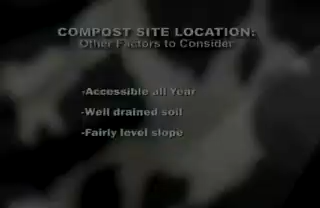 COMPOST SITE LOCATION:
Other Factors to Consider
-Accessible all Year
-Well drained soil
-Fairly level slope